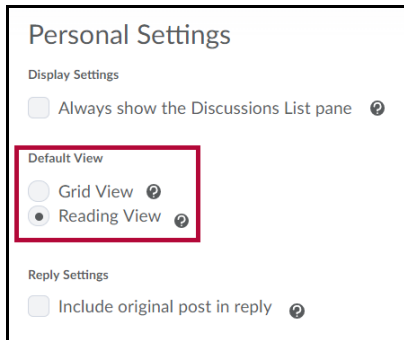 Personal Settings
Display Settings
Always show the Discussions List pane
Default View
Grid View
Reading View
Reply Settings
Include original post in reply